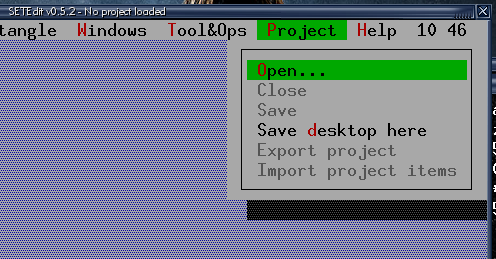 SETEdit v0.5.2 - No project loaded
tangle Windows Tool&Ops Project Help 10 46
Open...
Close
Save
Save desktop here
Export project
Import project items